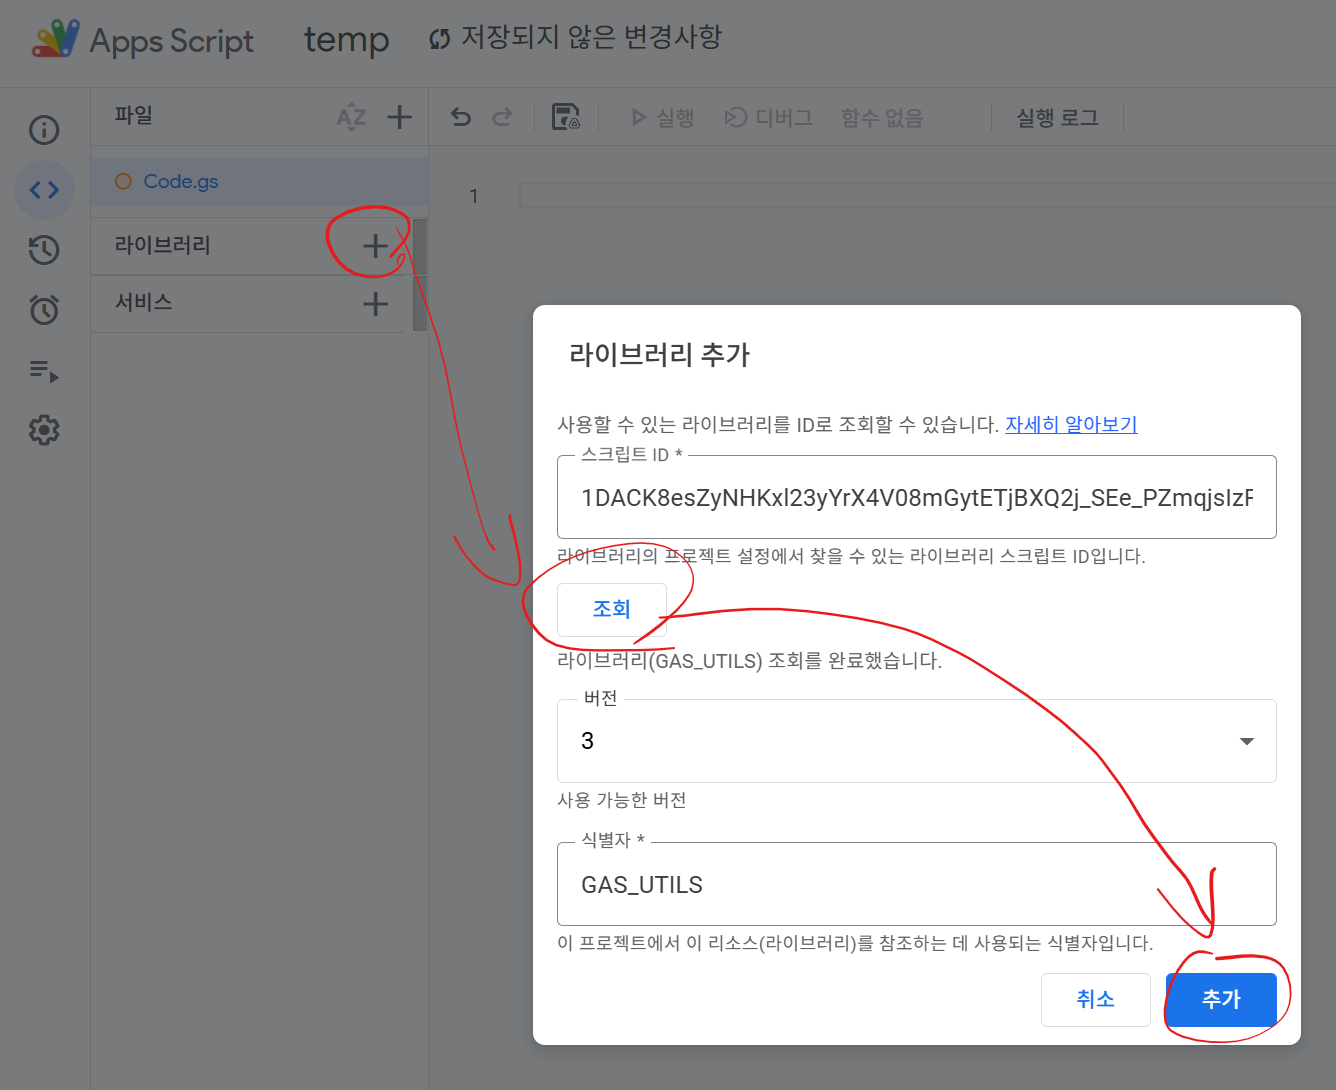 Apps Script temp 저장되지 않은 변경사항
파일 AZ
실행 디버그 함수 없음 실행 로그
Code.gs
1
라이브러리
서비스
라이브러리 추가
사용할 수 있는 라이브러리를 ID로 조회할 수 있습니다. 자세히 알아보기
스크립트 ID *
1DACK8esZyNHKxl23yYrX4V08mGytETjBXQ2j_SEe_PZmqjsIzF
라이브러리의 프로젝트 설정에서 찾을 수 있는 라이브러리 스크립트 ID입니다.
조회
라이브러리(GAS_UTILS) 조회를 완료했습니다.
버전
3
사용 가능한 버전
식별자 *
GAS_UTILS
이 프로젝트에서 이 리소스(라이브러리)를 참조하는 데 사용되는 식별자입니다.
취소 추가